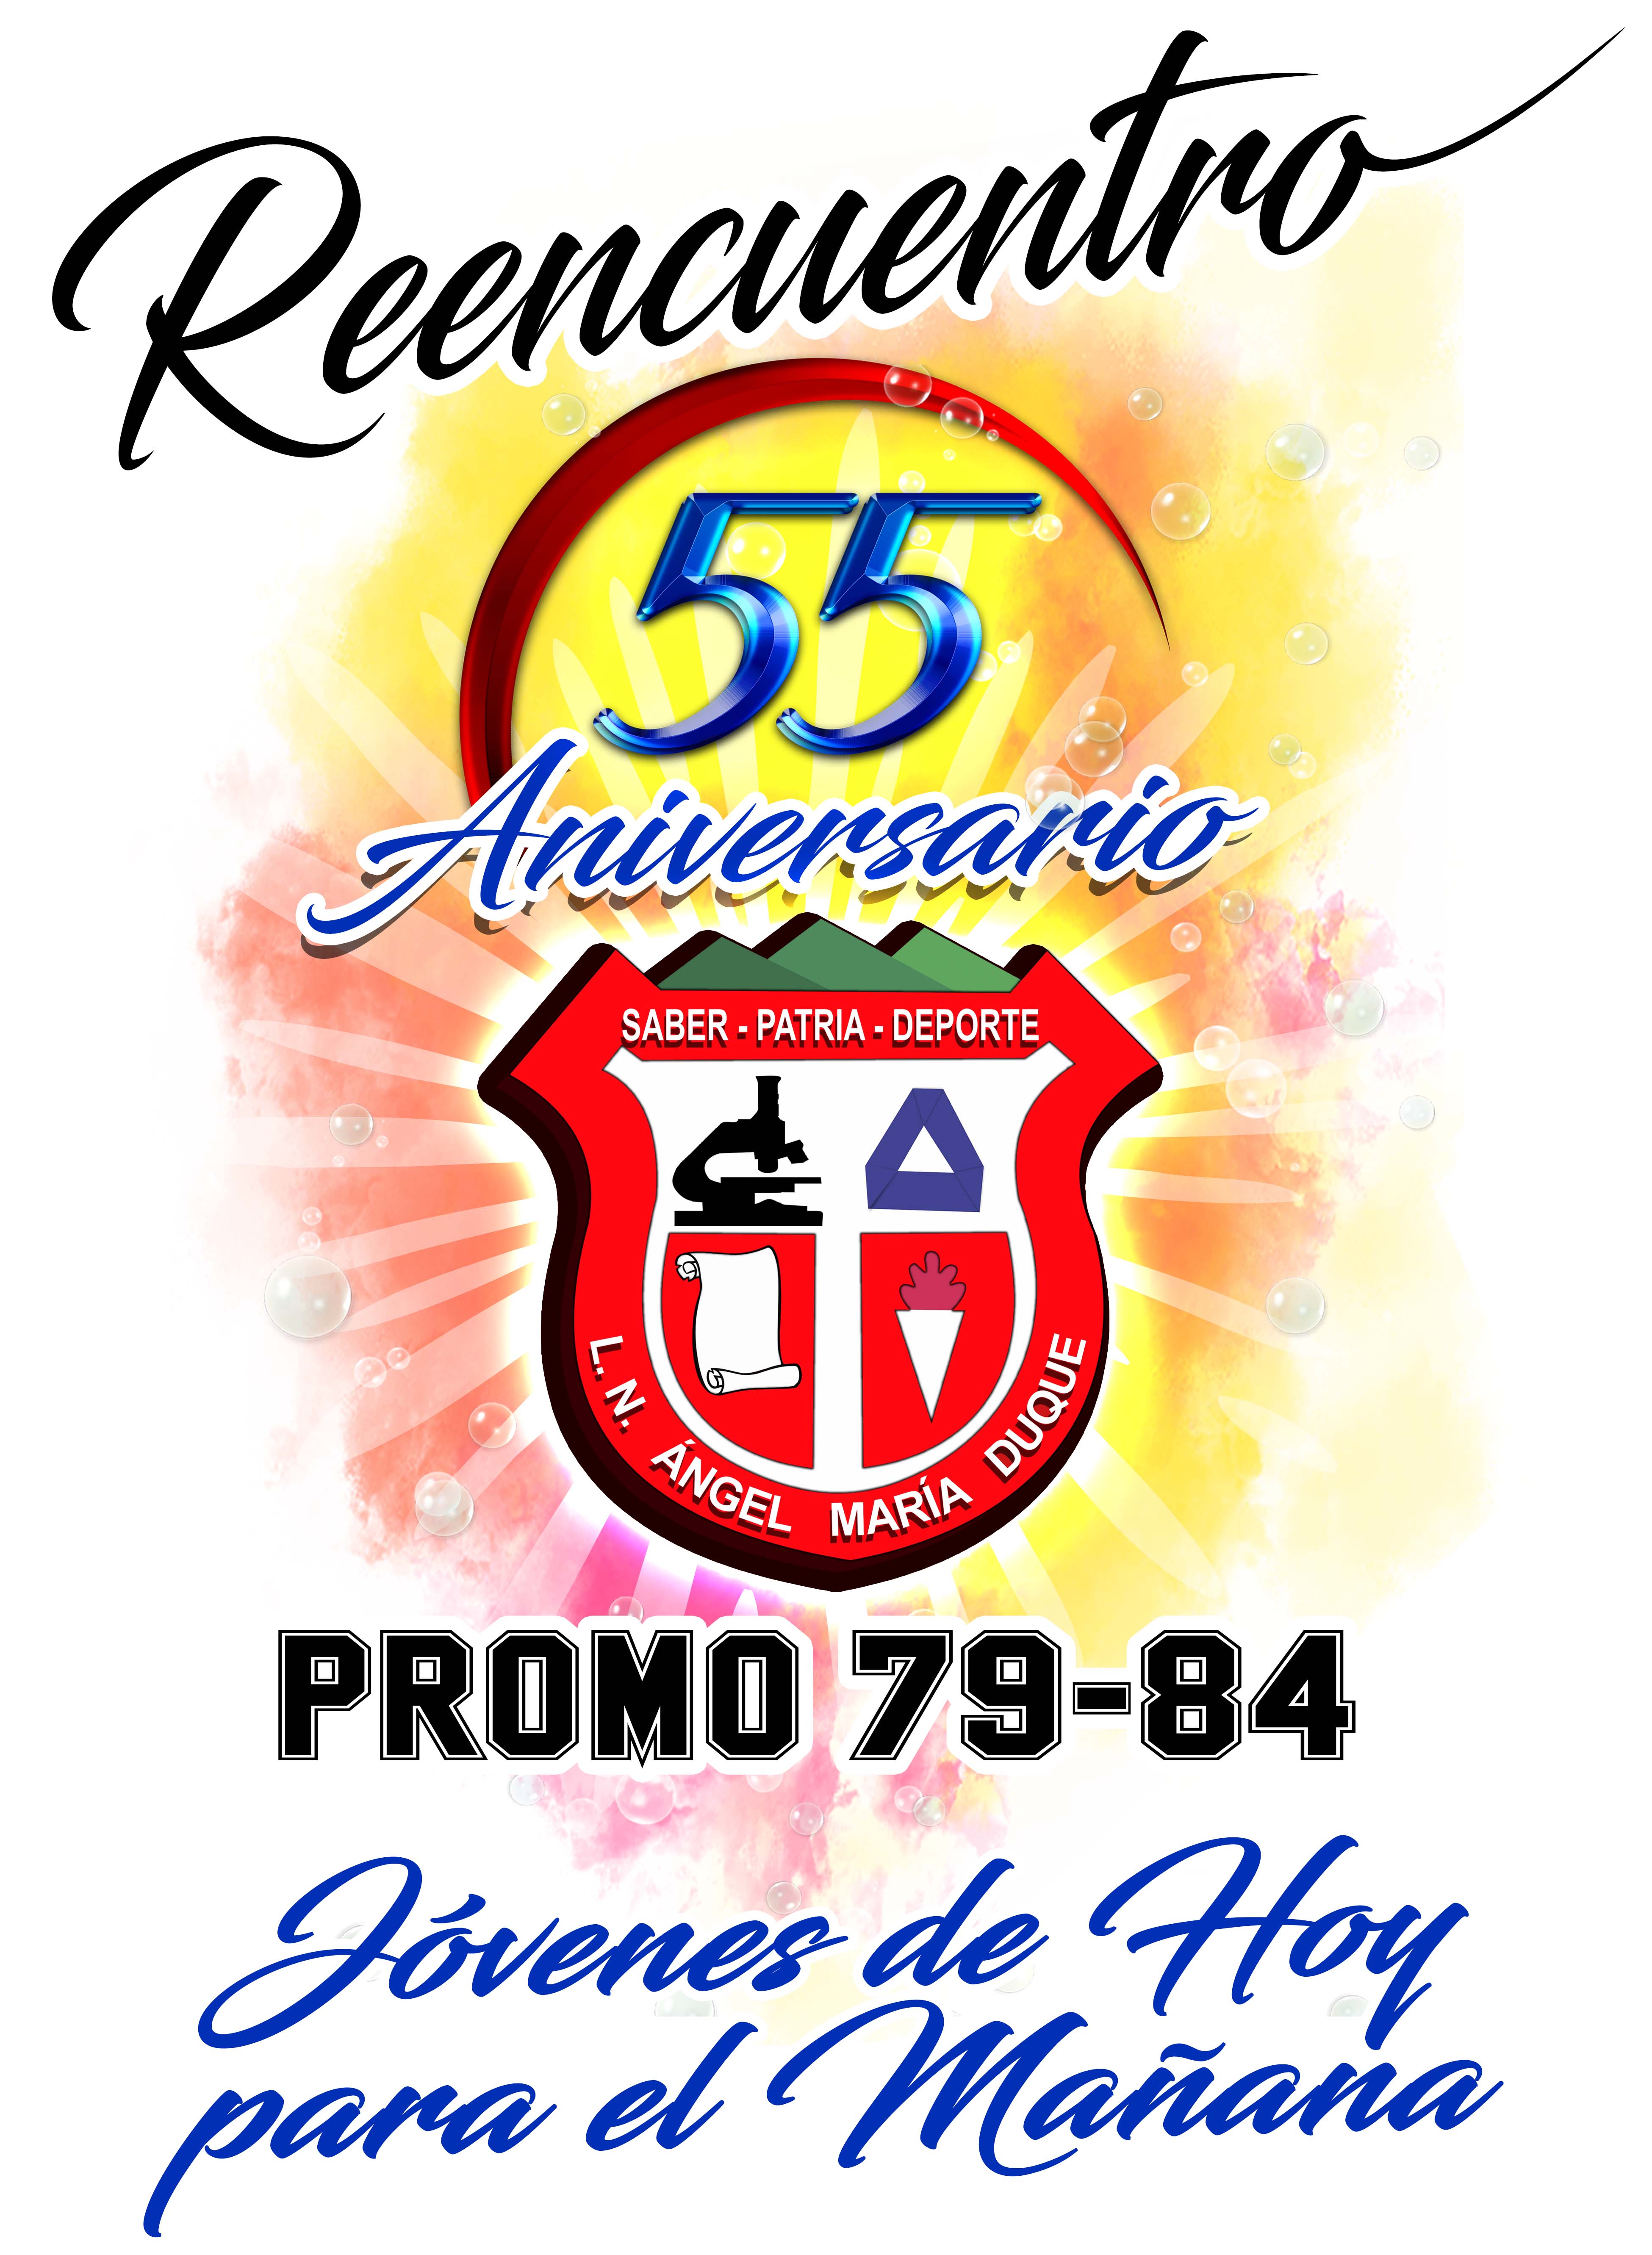 Reencuentro
55
Aniversario
SABER - PATRIA - DEPORTE
L. N. ÁNGEL MARÍA DUQUE
PROMO 79-84
Jóvenes de Hoy
para el Mañana